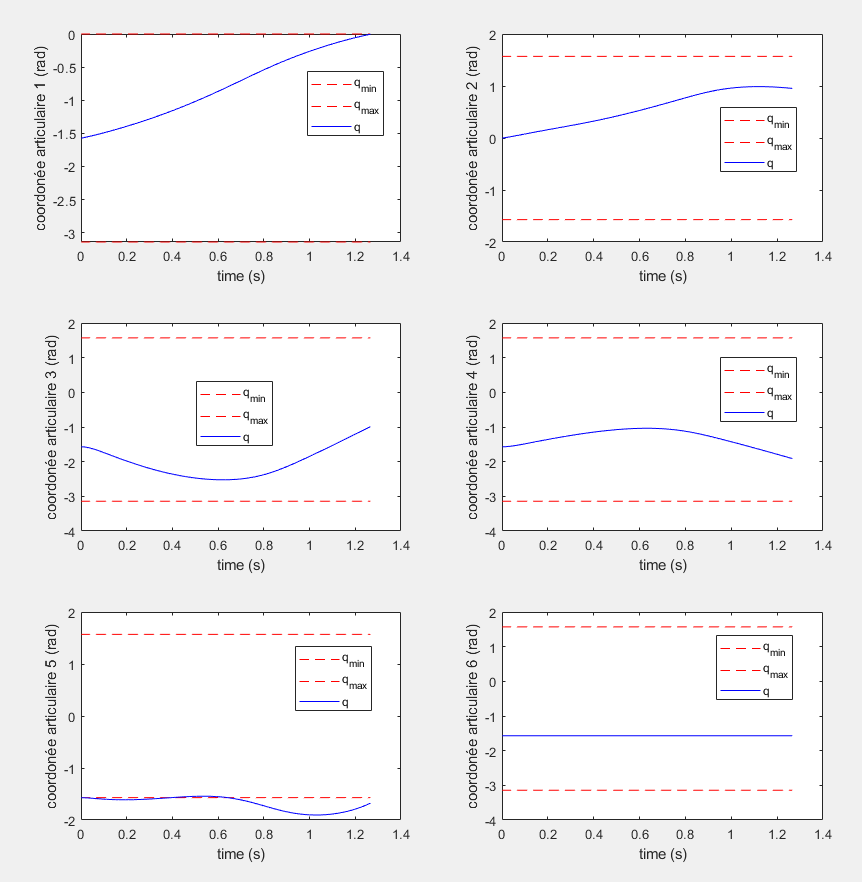 0
-0.5
-1
-1.5
-2
-2.5
-3
coordonée articulaire 1 (rad)
q_min
q_max
q
0 0.2 0.4 0.6 0.8 1 1.2 1.4
time (s)
2
1
0
-1
-2
coordonée articulaire 2 (rad)
q_min
q_max
q
0 0.2 0.4 0.6 0.8 1 1.2 1.4
time (s)
2
1
0
-1
-2
-3
-4
coordonée articulaire 3 (rad)
q_min
q_max
q
0 0.2 0.4 0.6 0.8 1 1.2 1.4
time (s)
2
1
0
-1
-2
-3
-4
coordonée articulaire 4 (rad)
q_min
q_max
q
0 0.2 0.4 0.6 0.8 1 1.2 1.4
time (s)
2
1
0
-1
-2
coordonée articulaire 5 (rad)
q_min
q_max
q
0 0.2 0.4 0.6 0.8 1 1.2 1.4
time (s)
2
1
0
-1
-2
-3
-4
coordonée articulaire 6 (rad)
q_min
q_max
q
0 0.2 0.4 0.6 0.8 1 1.2 1.4
time (s)